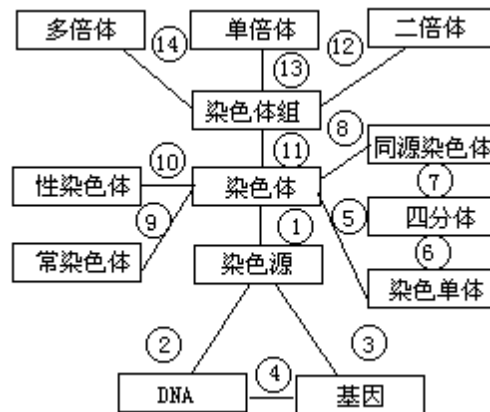 多倍体 ⑭ 单倍体 ⑫ 二倍体
⑬
染色体组
⑧
⑩ ⑪ 同源染色体
⑦
性染色体 染色体
⑨ ① ⑤ 四分体
常染色体 染色源 ⑥
染色单体
② ③
④
DNA 基因